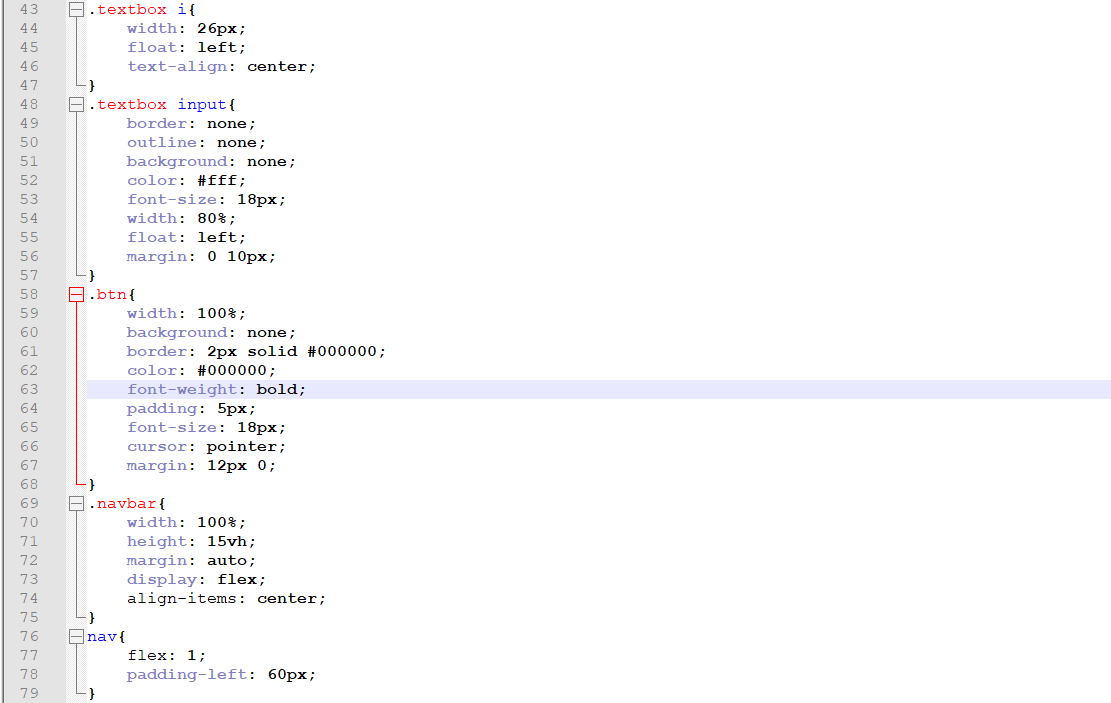 43 .textbox i{
44 width: 26px;
45 float: left;
46 text-align: center;
47 }
48 .textbox input{
49 border: none;
50 outline: none;
51 background: none;
52 color: #fff;
53 font-size: 18px;
54 width: 80%;
55 float: left;
56 margin: 0 10px;
57 }
58 .btn{
59 width: 100%;
60 background: none;
61 border: 2px solid #000000;
62 color: #000000;
63 font-weight: bold;
64 padding: 5px;
65 font-size: 18px;
66 cursor: pointer;
67 margin: 12px 0;
68 }
69 .navbar{
70 width: 100%;
71 height: 15vh;
72 margin: auto;
73 display: flex;
74 align-items: center;
75 }
76 nav{
77 flex: 1;
78 padding-left: 60px;
79 }